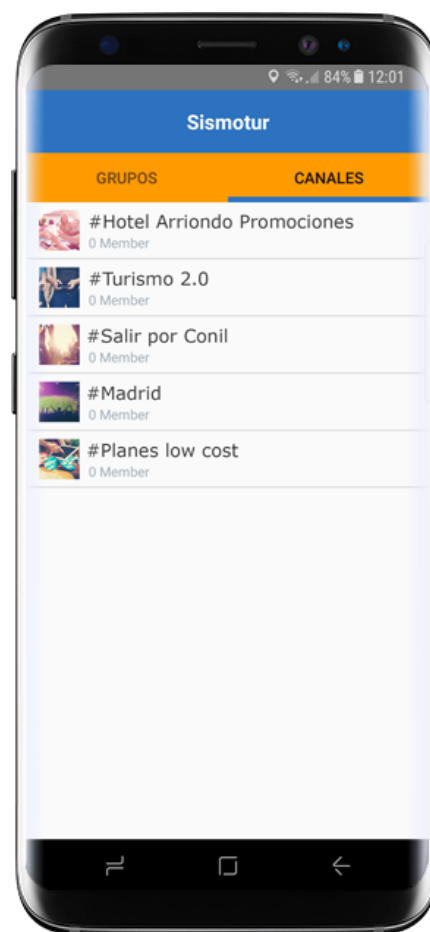 84% 12:01
Sismotur
GRUPOS CANALES
#Hotel Arriondo Promociones
0 Member
#Turismo 2.0
0 Member
#Salir por Conil
0 Member
#Madrid
0 Member
#Planes low cost
0 Member